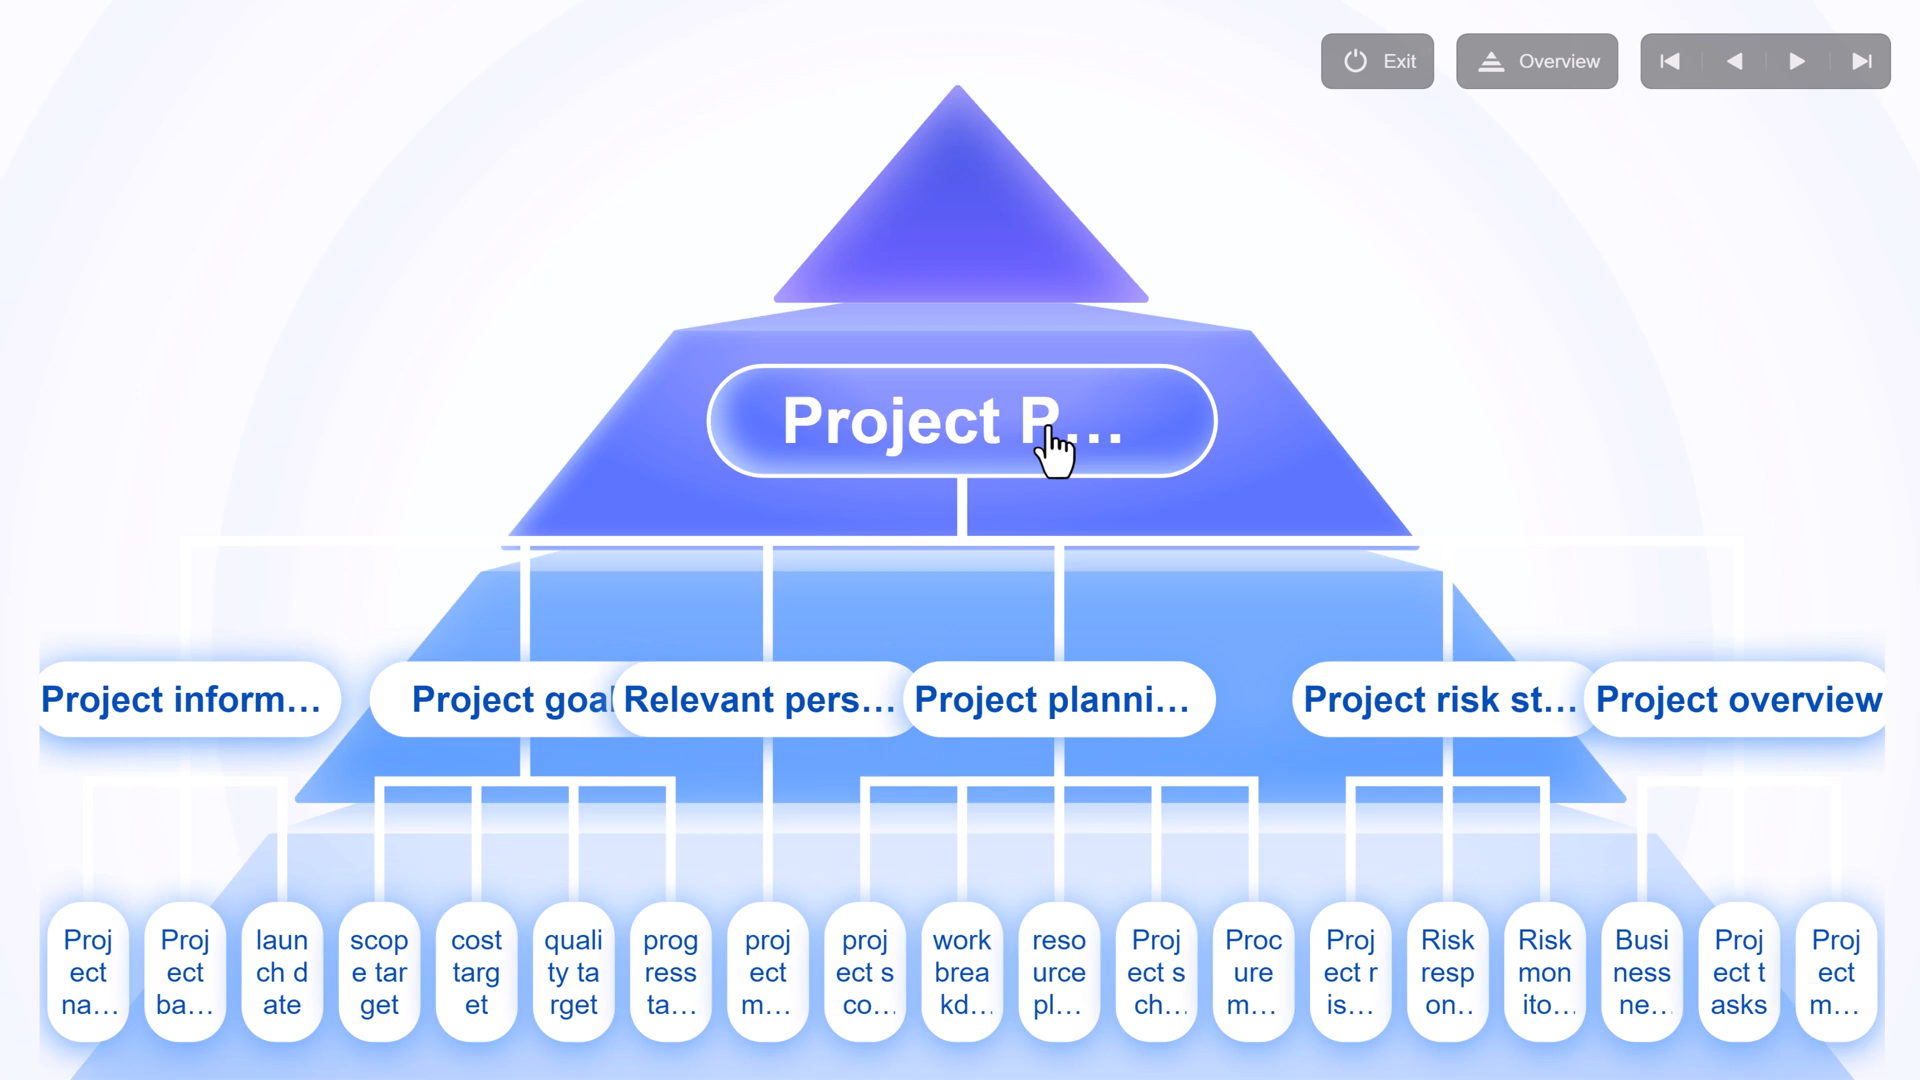 Exit
Overview
Project P...
Project inform...
Project goal
Relevant pers...
Project planni...
Project risk st...
Project overview
Proj
ect
na...
Proj
ect
ba...
laun
ch d
ate
scop
e tar
get
cost
targ
et
quali
ty ta
rget
prog
ress
ta...
proj
ect
m...
proj
ect s
co...
work
brea
kd...
reso
urce
pl...
Proj
ect s
ch...
Proc
ure
m...
Proj
ect r
is...
Risk
resp
on..
Risk
mon
ito...
Busi
ness
ne...
Proj
ect t
asks
Proj
ect
m...